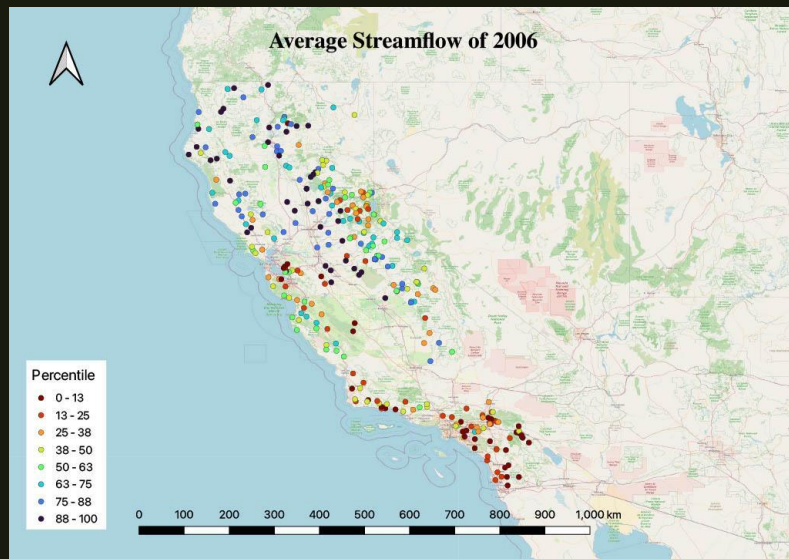 Average Streamflow of 2006
Percentile
0 - 13
13 - 25
25 - 38
38 - 50
50 - 63
63 - 75
75 - 88
88 - 100
0 100 200 300 400 500 600 700 800 900 1,000 km